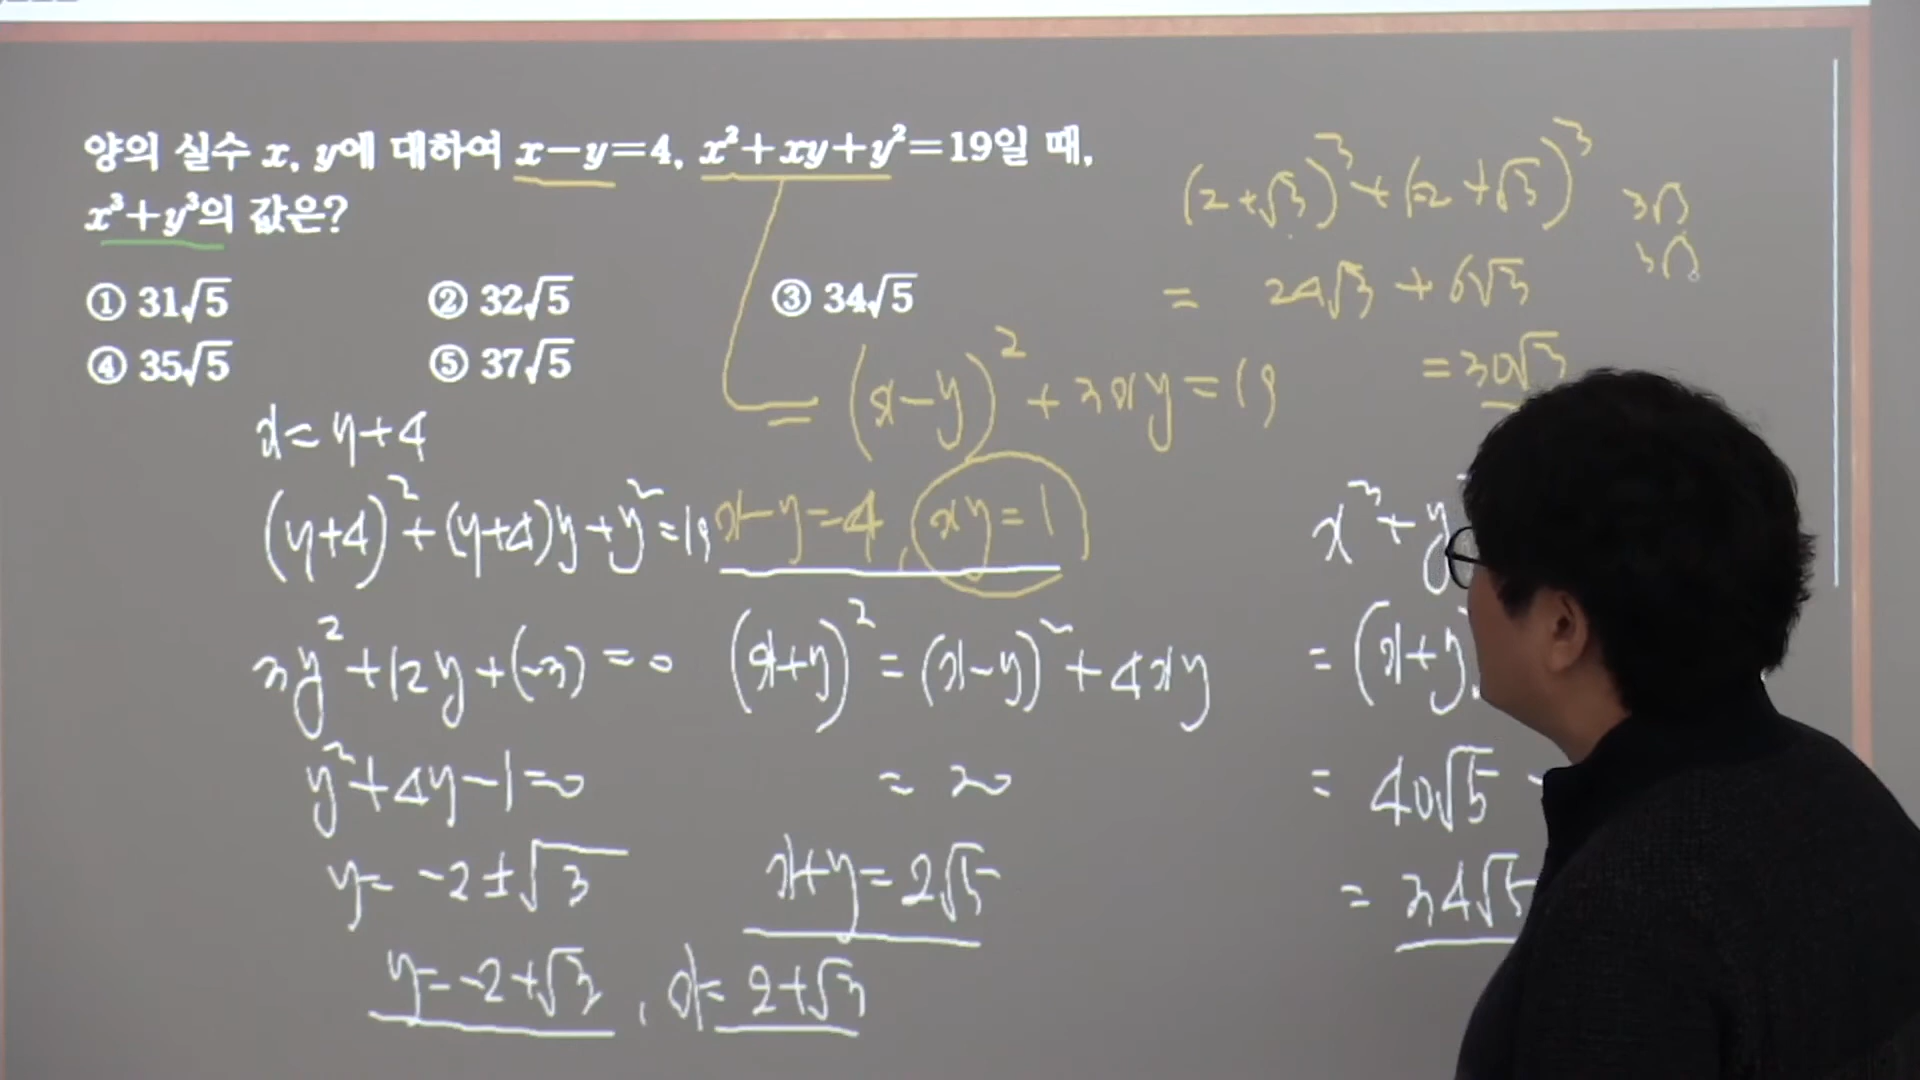 양의 실수 x, y에 대하여 x−y=4, x²+xy+y²=19일 때,
x³+y³의 값은?
① 31√5 ② 32√5 ③ 34√5
④ 35√5 ⑤ 37√5
x=y+4
(y+4)²+(y+4)y+y²=19
3y²+12y+(-3)=0
y²+4y-1=0
y=-2±√3
y=-2+√3, x=2+√3
=(x-y)²+3xy=19
x-y=4, xy=1
(x+y)²=(x-y)²+4xy
=20
x+y=2√5
(2+√3)³+(-2+√3)³
=24√3+6√3
=30√3
3√3
x³+y
=(x+y)
=40√5 -
=34√5